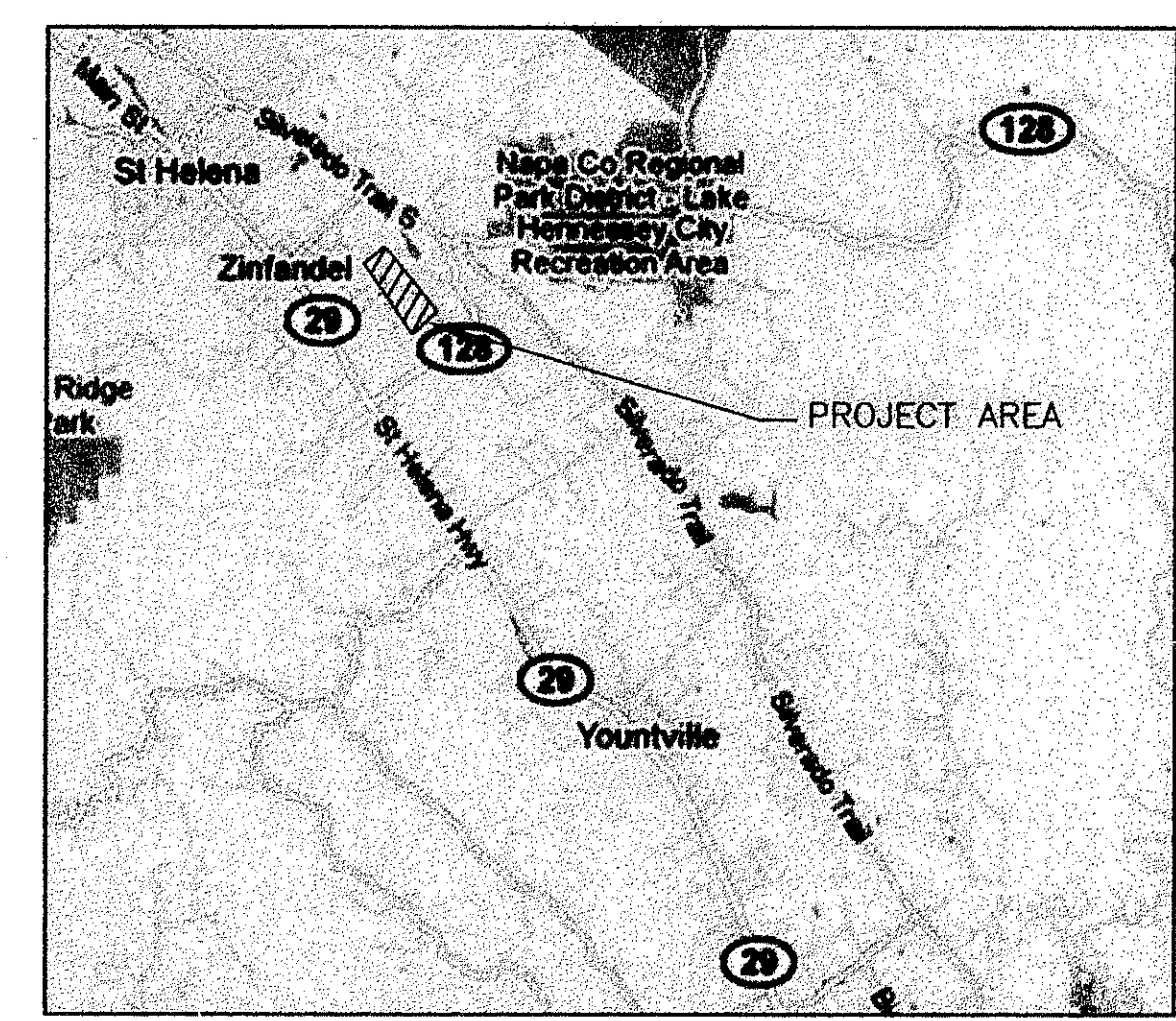 Main St
Silverado Trail S
128
St Helena
Napa Co Regional
Park District - Lake
Hennessey City
Recreation Area
Zinfandel
29
128
Ridge
ark
PROJECT AREA
Silverado Trail
St Helena Hwy
29
Yountville
Silverado Trail
29